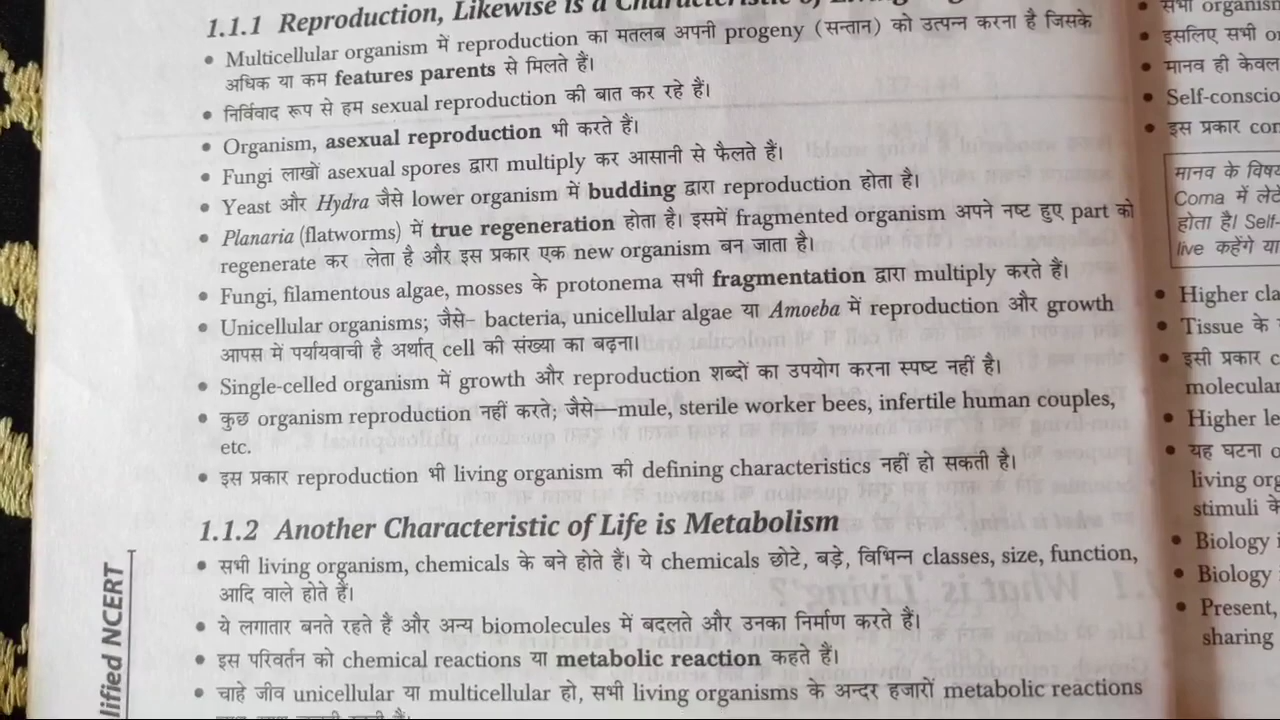 1.1.1 Reproduction, Likewise is a Characteristic of Living
• Multicellular organism में reproduction का मतलब अपनी progeny (सन्तान) को उत्पन्न करना है जिसके
अधिक या कम features parents से मिलते हैं।
• निर्विवाद रूप से हम sexual reproduction की बात कर रहे हैं।
• Organism, asexual reproduction भी करते हैं।
• Fungi लाखों asexual spores द्वारा multiply कर आसानी से फैलते हैं।
• Yeast और Hydra जैसे lower organism में budding द्वारा reproduction होता है।
• Planaria (flatworms) में true regeneration होता है। इसमें fragmented organism अपने नष्ट हुए part को
regenerate कर लेता है और इस प्रकार एक new organism बन जाता है।
• Fungi, filamentous algae, mosses के protonema सभी fragmentation द्वारा multiply करते हैं।
• Unicellular organisms; जैसे- bacteria, unicellular algae या Amoeba में reproduction और growth
आपस में पर्यायवाची है अर्थात् cell की संख्या का बढ़ना।
• Single-celled organism में growth और reproduction शब्दों का उपयोग करना स्पष्ट नहीं है।
• कुछ organism reproduction नहीं करते; जैसे—mule, sterile worker bees, infertile human couples,
etc.
• इस प्रकार reproduction भी living organism की defining characteristics नहीं हो सकती है।
1.1.2 Another Characteristic of Life is Metabolism
• सभी living organism, chemicals के बने होते हैं। ये chemicals छोटे, बड़े, विभिन्न classes, size, function,
आदि वाले होते हैं।
• ये लगातार बनते रहते हैं और अन्य biomolecules में बदलते और उनका निर्माण करते हैं।
• इस परिवर्तन को chemical reactions या metabolic reaction कहते हैं।
• चाहे जीव unicellular या multicellular हो, सभी living organisms के अन्दर हजारों metabolic reactions
lified NCERT
• सभी organism
• इसलिए सभी
• मानव ही केवल
• Self-conscio
• इस प्रकार con
मानव के विषय
Coma में लेटे
होता है। Self-
live कहेंगे या
• Higher cla
• Tissue के
• इसी प्रकार c
molecular
• Higher le
• यह घटना
living org
stimuli के
• Biology i
• Biology
• Present,
sharing